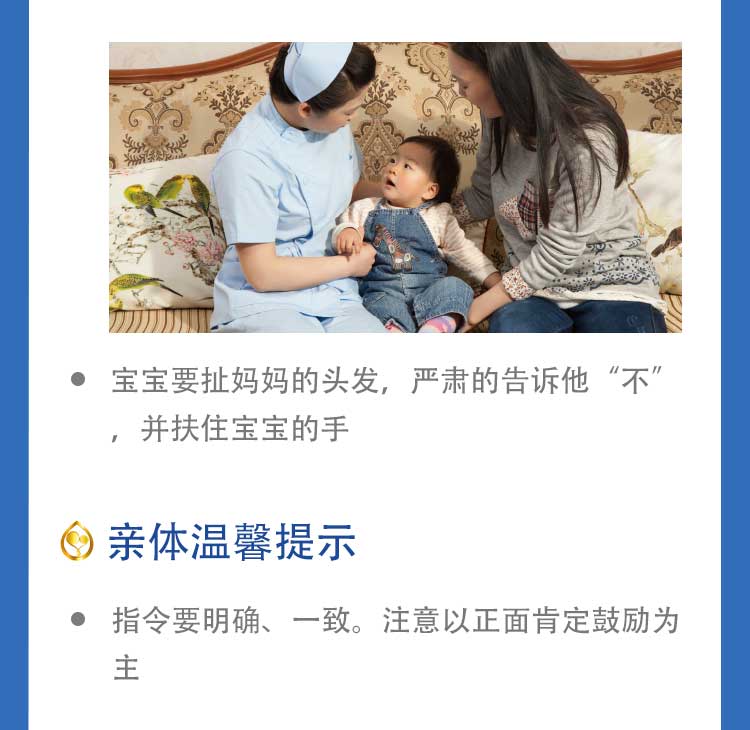 宝宝要扯妈妈的头发，严肃的告诉他“不”
，并扶住宝宝的手
亲体温馨提示
指令要明确、一致。注意以正面肯定鼓励为
主